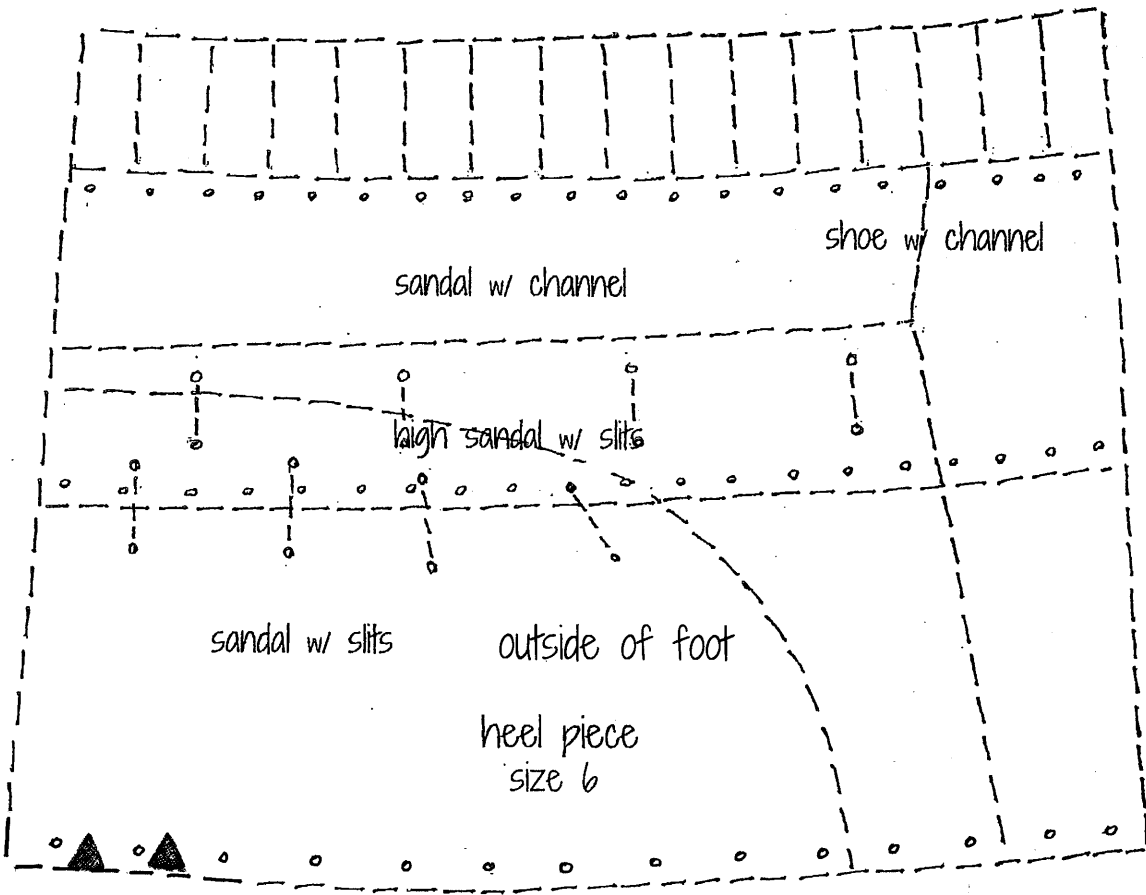 shoe w/ channel
sandal w/ channel
high sandal w/ slits
sandal w/ slits
outside of foot
heel piece
size 6